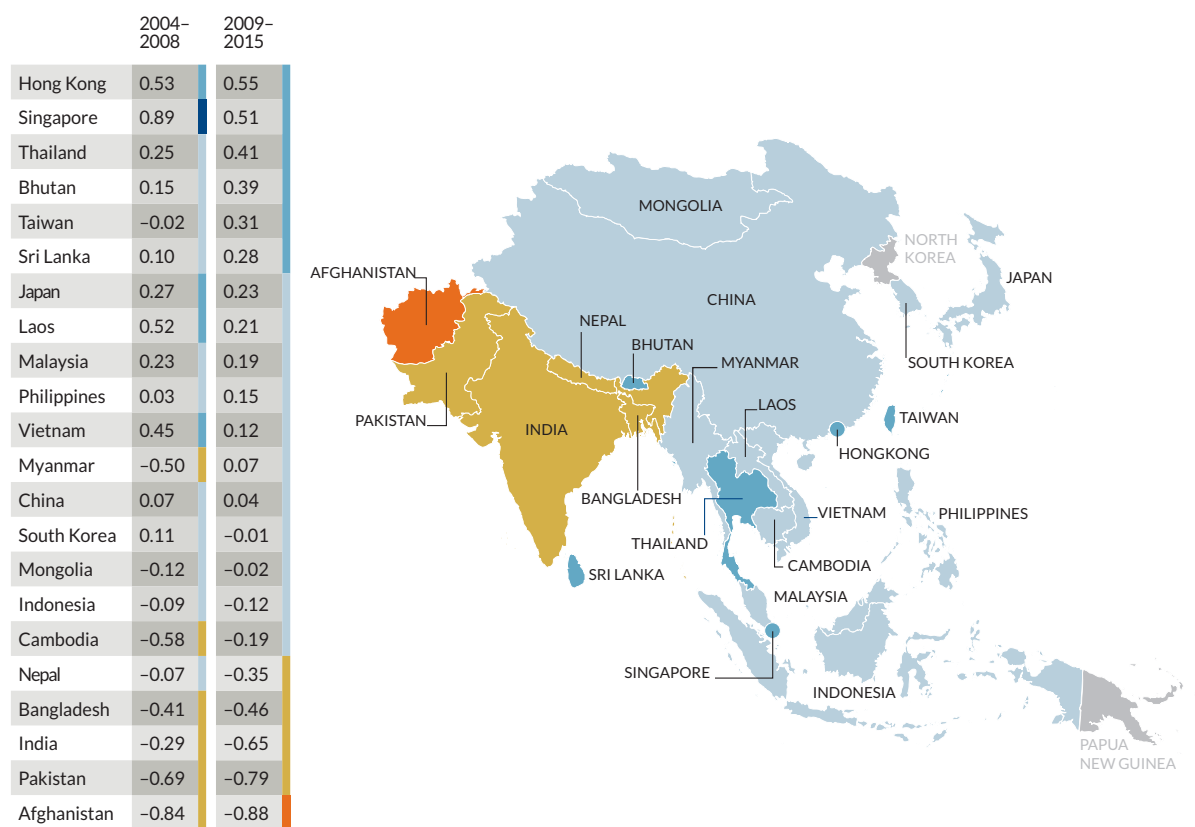 2004–
2008
2009–
2015
Hong Kong 0.53 0.55
Singapore 0.89 0.51
Thailand 0.25 0.41
Bhutan 0.15 0.39
Taiwan –0.02 0.31
Sri Lanka 0.10 0.28
Japan 0.27 0.23
Laos 0.52 0.21
Malaysia 0.23 0.19
Philippines 0.03 0.15
Vietnam 0.45 0.12
Myanmar –0.50 0.07
China 0.07 0.04
South Korea 0.11 –0.01
Mongolia –0.12 –0.02
Indonesia –0.09 –0.12
Cambodia –0.58 –0.19
Nepal –0.07 –0.35
Bangladesh –0.41 –0.46
India –0.29 –0.65
Pakistan –0.69 –0.79
Afghanistan –0.84 –0.88
MONGOLIA
NORTH
KOREA
AFGHANISTAN
JAPAN
CHINA
NEPAL
BHUTAN
MYANMAR
SOUTH KOREA
LAOS
PAKISTAN
INDIA
TAIWAN
HONGKONG
BANGLADESH
VIETNAM
PHILIPPINES
THAILAND
CAMBODIA
SRI LANKA
MALAYSIA
SINGAPORE
INDONESIA
PAPUA
NEW GUINEA